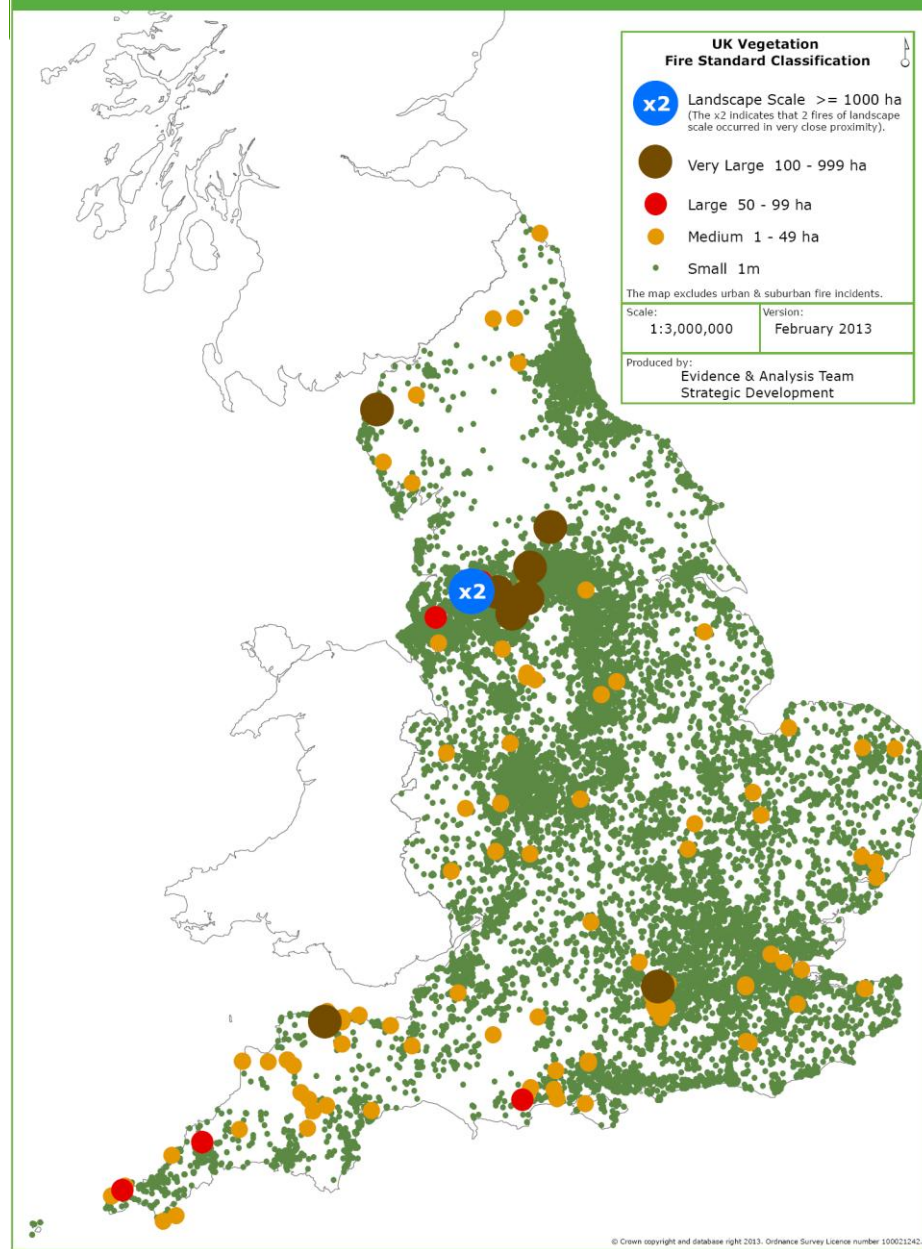 UK Vegetation
Fire Standard Classification
x2
Landscape Scale >= 1000 ha
(The x2 indicates that 2 fires of landscape
scale occurred in very close proximity).
Very Large 100 - 999 ha
Large 50 - 99 ha
Medium 1 - 49 ha
Small 1m
The map excludes urban & suburban fire incidents.
Scale:
1:3,000,000
Version:
February 2013
Produced by:
Evidence & Analysis Team
Strategic Development
x2
© Crown copyright and database right 2013. Ordnance Survey Licence number 100021242.